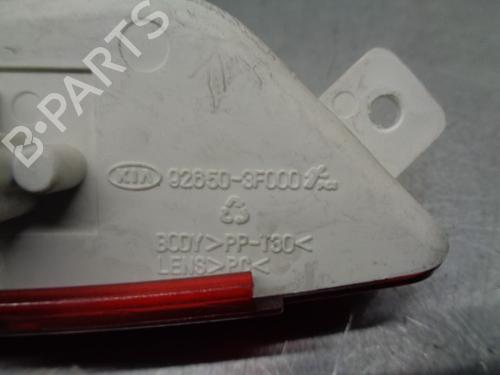 B-PARTS
KIA 92650-3F000
BODY>PP-T30<
LENS>PC<